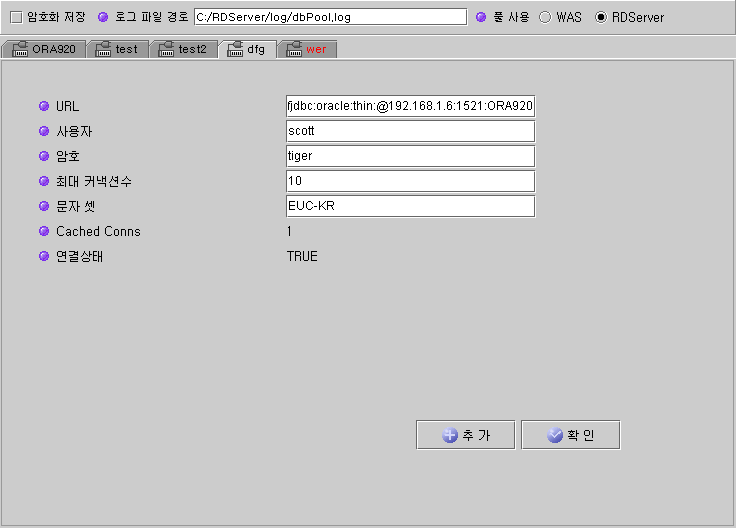 암호화 저장 로그 파일 경로 C:/RDServer/log/dbPool.log 풀 사용 WAS RDServer
ORA920 test test2 dfg wer
URL fjdbc:oracle:thin:@192.168.1.6:1521:ORA920
사용자 scott
암호 tiger
최대 커넥션수 10
문자 셋 EUC-KR
Cached Conns 1
연결상태 TRUE
추 가 확 인